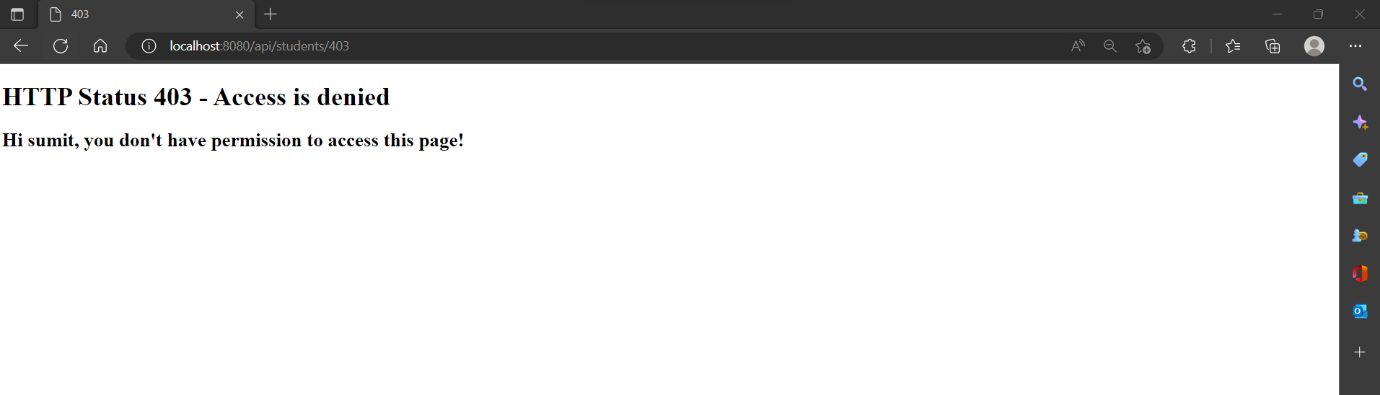 403
localhost:8080/api/students/403
HTTP Status 403 - Access is denied
Hi sumit, you don't have permission to access this page!